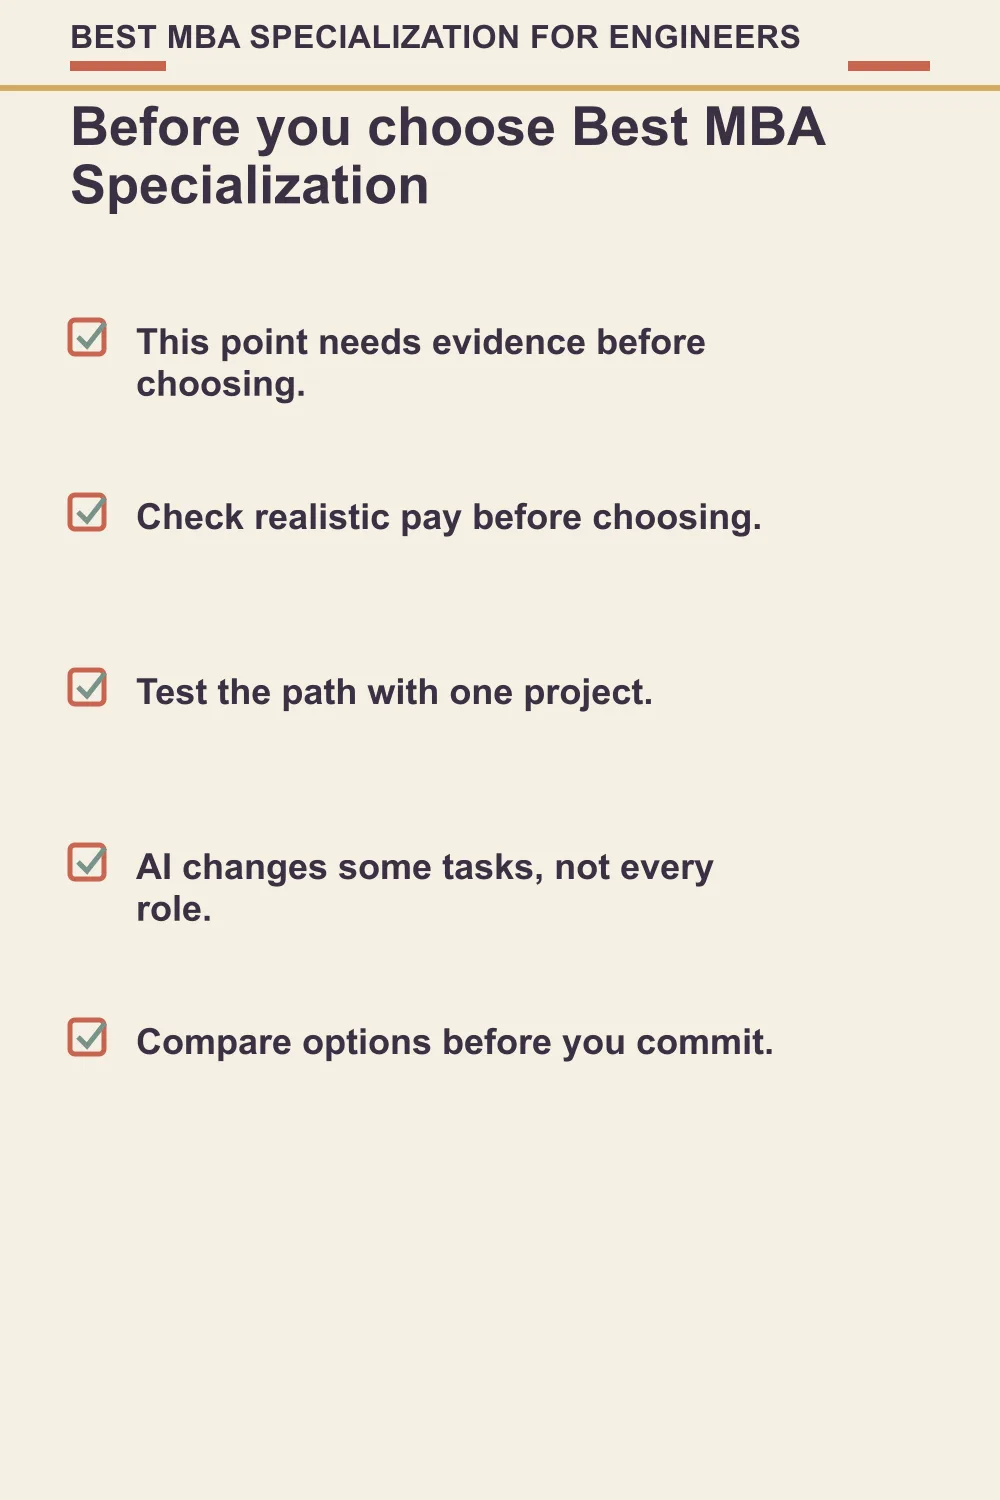 BEST MBA SPECIALIZATION FOR ENGINEERS
Before you choose Best MBA
Specialization
This point needs evidence before
choosing.
Check realistic pay before choosing.
Test the path with one project.
AI changes some tasks, not every
role.
Compare options before you commit.